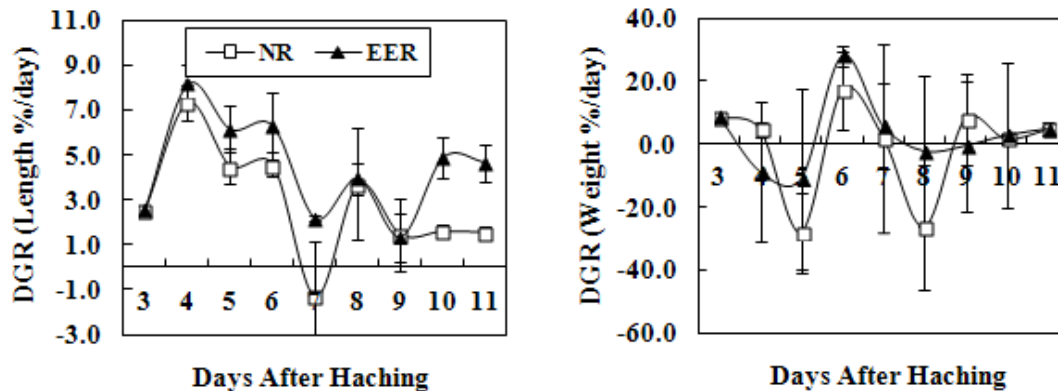 DGR (Length %/day)
11.0
9.0
7.0
5.0
3.0
1.0
-1.0
-3.0
NR EER
3 4 5 6 7 8 9 10 11
Days After Haching
DGR (Weight %/day)
40.0
20.0
0.0
-20.0
-40.0
-60.0
3 4 5 6 7 8 9 10 11
Days After Haching